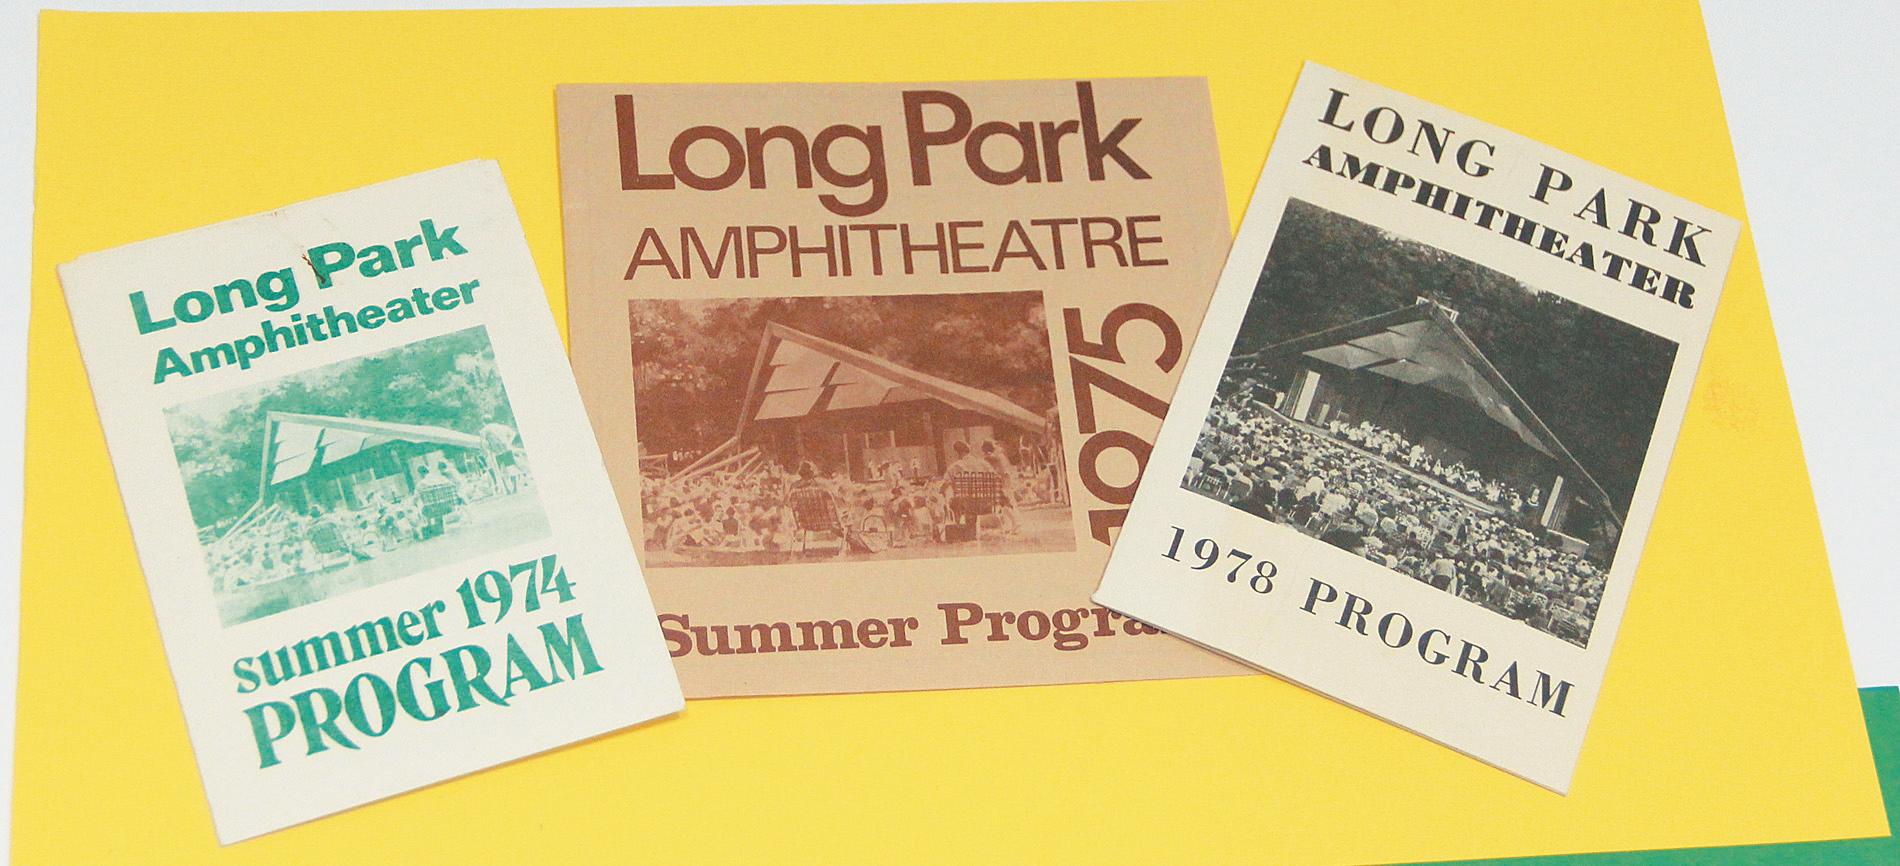 Long Park
Amphitheater
summer 1974
PROGRAM
Long Park
AMPHITHEATRE
1975
Summer Progra
LONG PARK
AMPHITHEATER
1978 PROGRAM